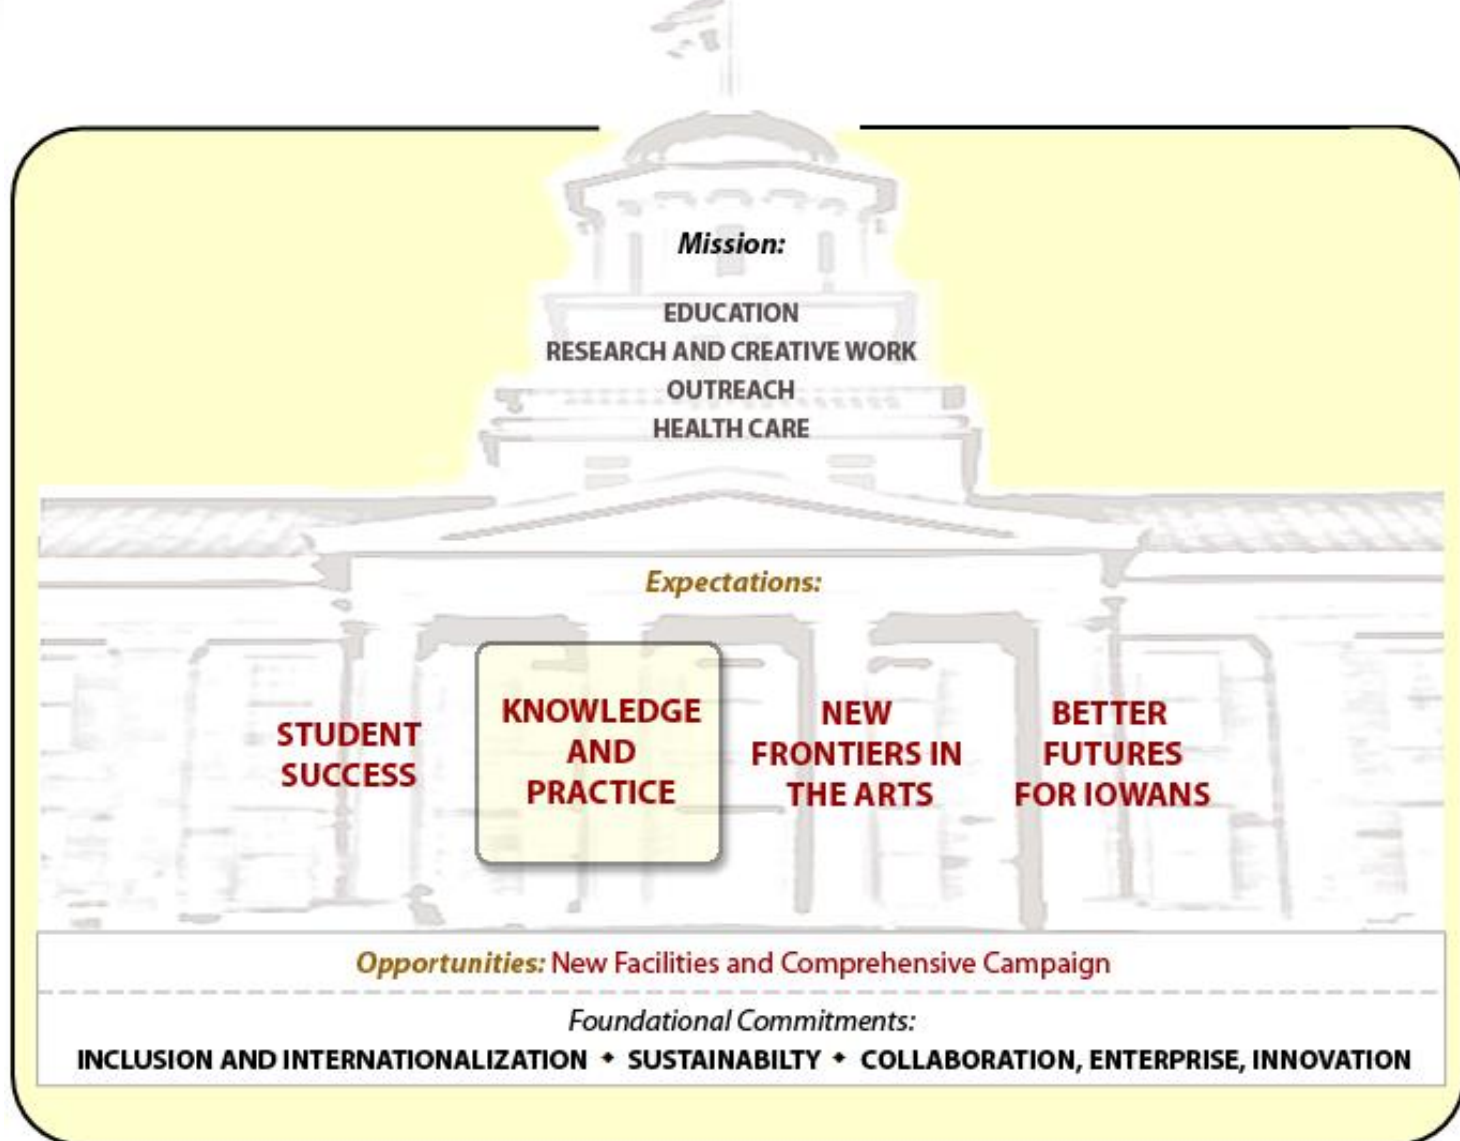 Mission:
EDUCATION
RESEARCH AND CREATIVE WORK
OUTREACH
HEALTH CARE
Expectations:
STUDENT
SUCCESS
KNOWLEDGE
AND
PRACTICE
NEW
FRONTIERS IN
THE ARTS
BETTER
FUTURES
FOR IOWANS
Opportunities: New Facilities and Comprehensive Campaign
Foundational Commitments:
INCLUSION AND INTERNATIONALIZATION ◆ SUSTAINABILTY ◆ COLLABORATION, ENTERPRISE, INNOVATION